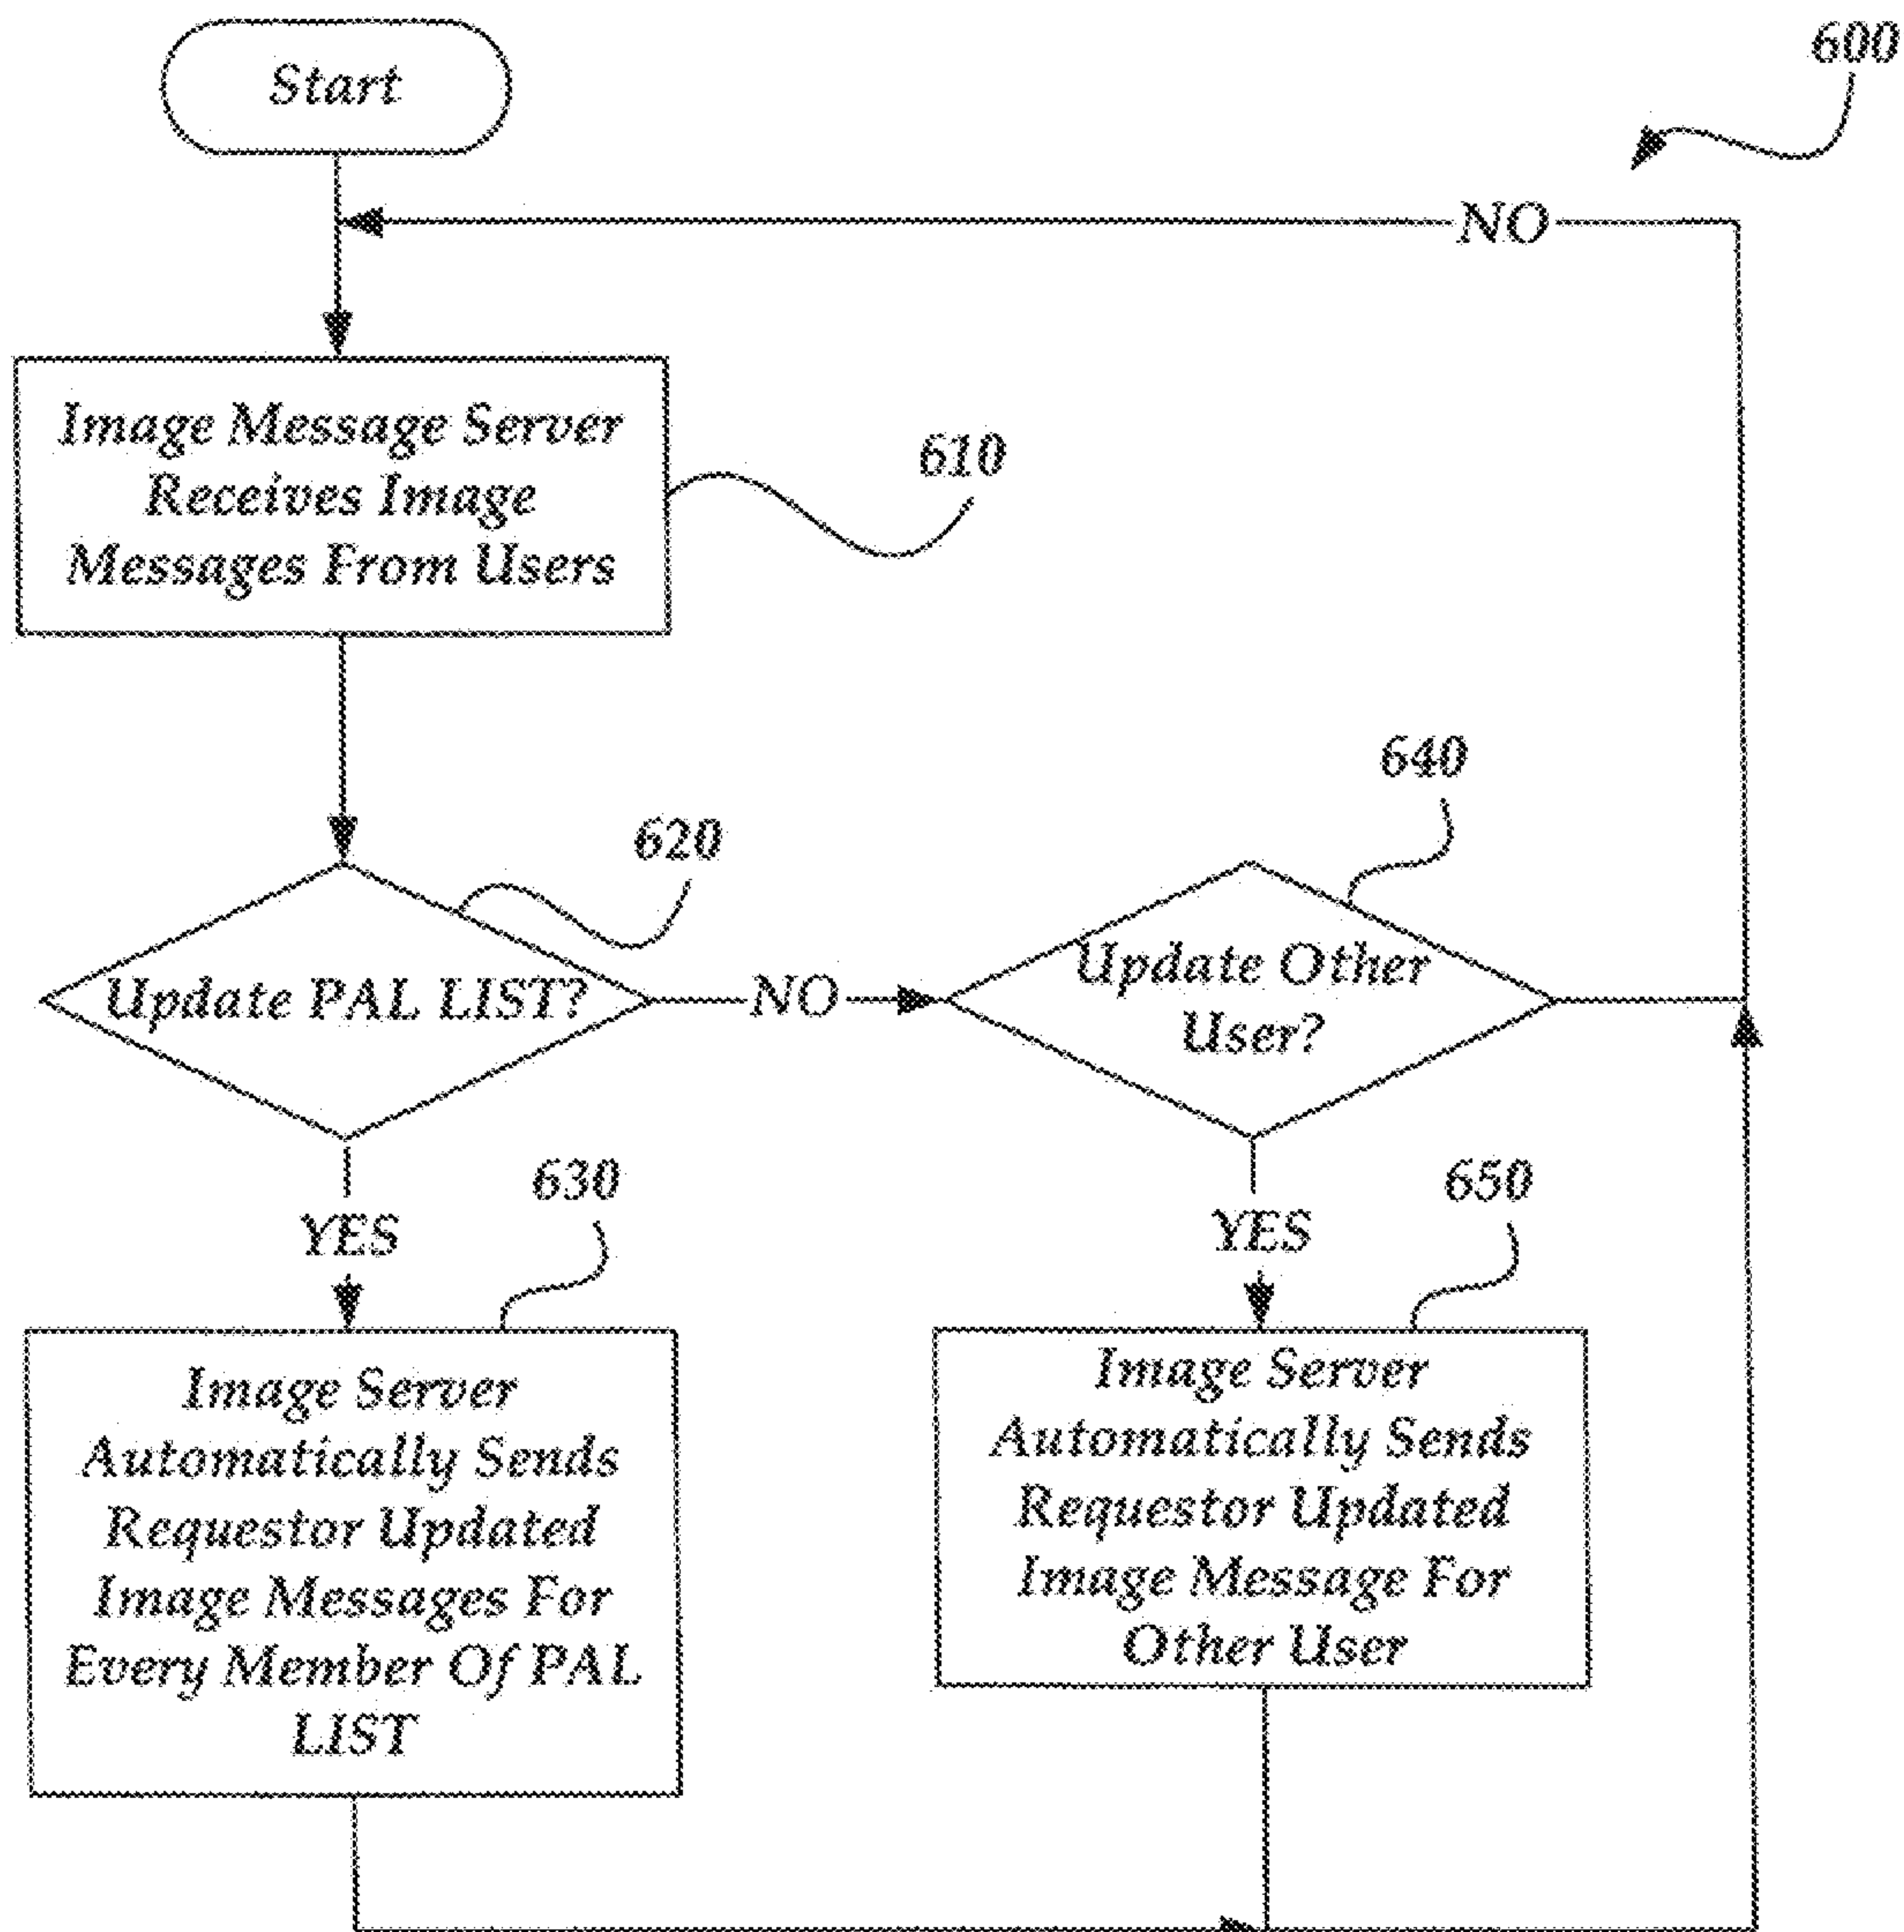 Start
600
NO
Image Message Server
Receives Image
Messages From Users
610
620
640
Update PAL LIST?
NO
Update Other
User?
YES
630
YES
650
Image Server
Automatically Sends
Requestor Updated
Image Messages For
Every Member Of PAL
LIST
Image Server
Automatically Sends
Requestor Updated
Image Message For
Other User